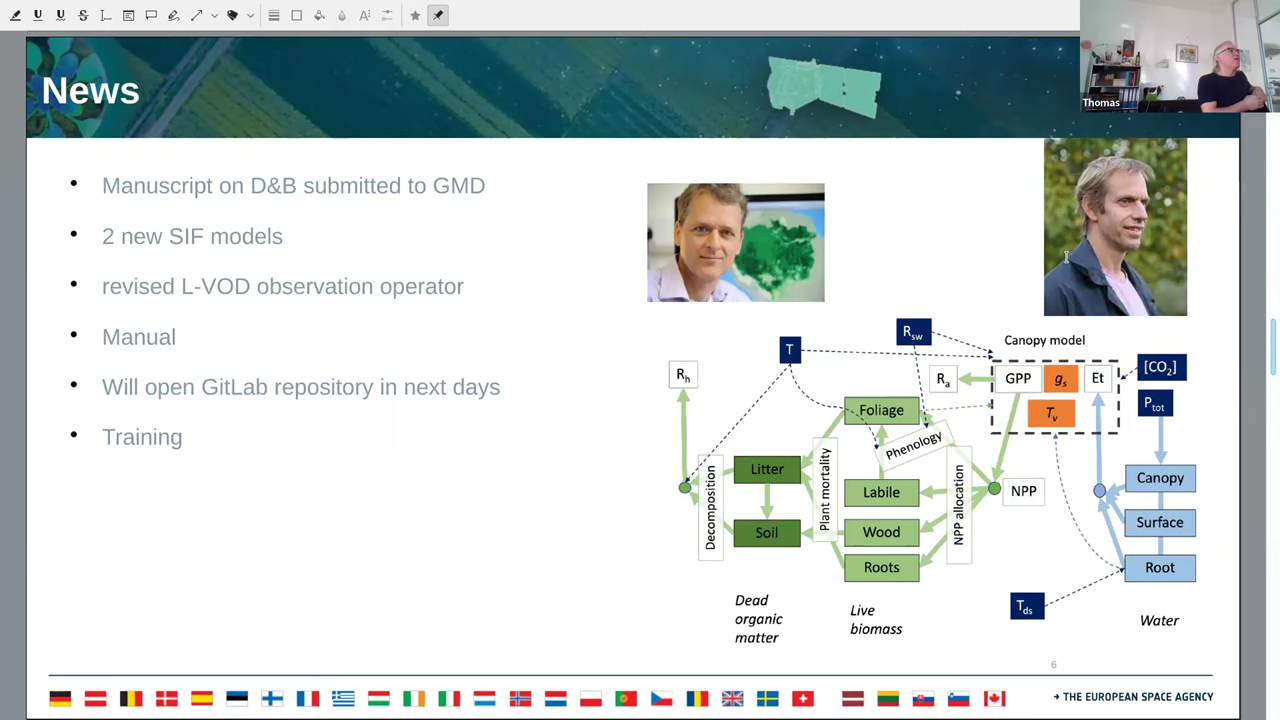 Thomas
News
Manuscript on D&B submitted to GMD
2 new SIF models
revised L-VOD observation operator
Manual
Will open GitLab repository in next days
Training
Rsw
T
Canopy model
Rh
Ra
GPP
gs
Et
[CO2]
Tv
Ptot
Foliage
Phenology
Litter
Labile
NPP
Canopy
Decomposition
Plant mortality
NPP allocation
Soil
Wood
Surface
Roots
Root
Tds
Dead
organic
matter
Live
biomass
Water
6
→ THE EUROPEAN SPACE AGENCY